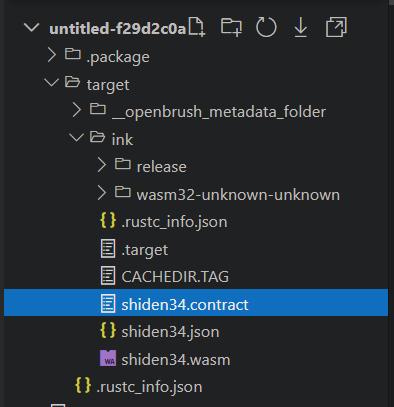 untitled-f29d2c0a
.package
target
__openbrush_metadata_folder
ink
release
wasm32-unknown-unknown
.rustc_info.json
.target
CACHEDIR.TAG
shiden34.contract
shiden34.json
WA shiden34.wasm
.rustc_info.json